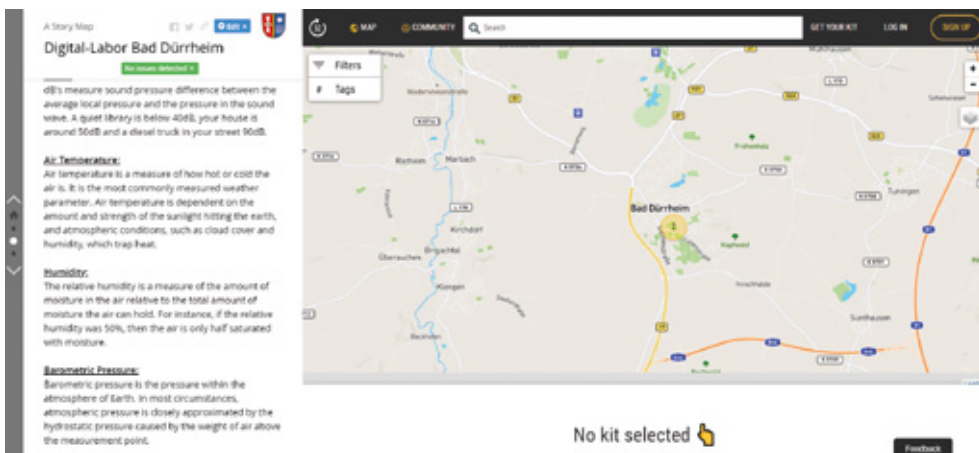 A Story Map
Edit
Digital-Labor Bad Dürrheim
No issues detected
dB's measure sound pressure difference between the
average local pressure and the pressure in the sound
wave. A quiet library is below 40dB, your house is
around 50dB and a diesel truck in your street 90dB.
Air Temperature:
Air temperature is a measure of how hot or cold the
air is. It is the most commonly measured weather
parameter. Air temperature is dependent on the
amount and strength of the sunlight hitting the earth,
and atmospheric conditions, such as cloud cover and
humidity, which trap heat.
Humidity:
The relative humidity is a measure of the amount of
moisture in the air relative to the total amount of
moisture the air can hold. For instance, if the relative
humidity was 50%, then the air is only half saturated
with moisture.
Barometric Pressure:
Barometric pressure is the pressure within the
atmosphere of Earth. In most circumstances,
atmospheric pressure is closely approximated by the
hydrostatic pressure caused by the weight of air above
the measurement point.
MAP
COMMUNITY
Search
GET YOUR KIT
LOG IN
SIGN UP
Filters
# Tags
+
-
Rietheim
Marbach
Kirchdorf
Überauchen
Brigachtal
Klengen
Beckhofen
Bad Dürrheim
Kapfwald
Hirschhalde
Sunthausen
Tuningen
Frohnholz
No kit selected
Feedback